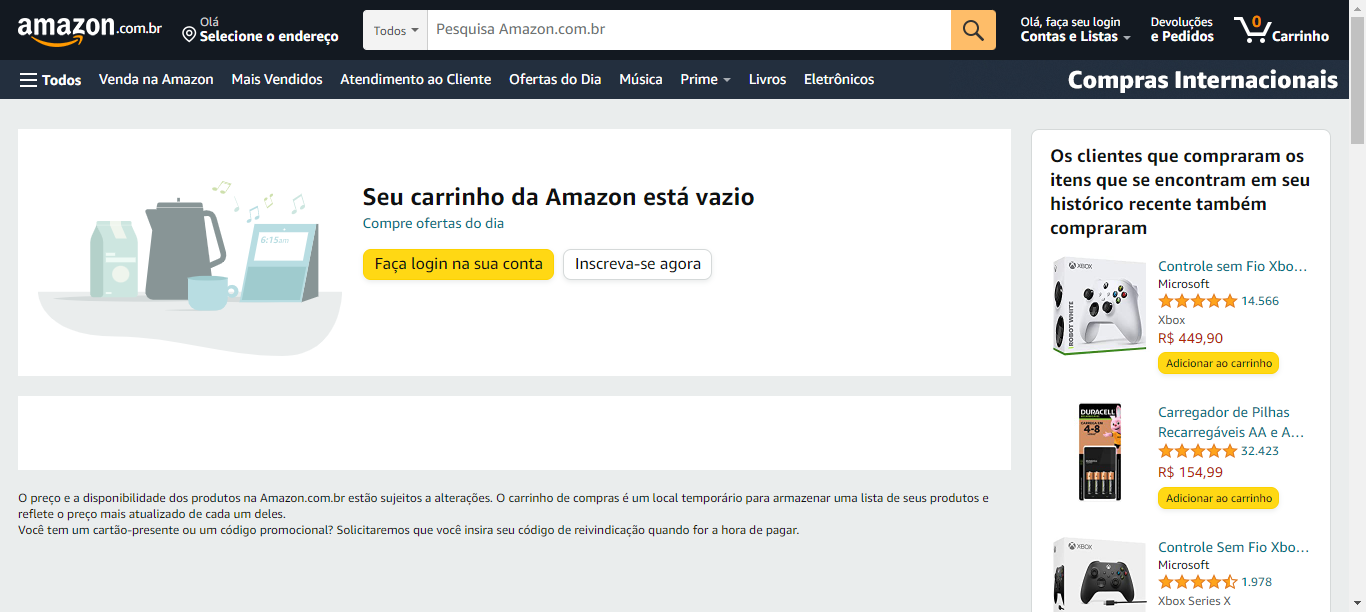 amazon.com.br
Olá
Selecione o endereço
Todos
Pesquisa Amazon.com.br
Olá, faça seu login
Contas e Listas
Devoluções
e Pedidos
0
Carrinho
Todos
Venda na Amazon
Mais Vendidos
Atendimento ao Cliente
Ofertas do Dia
Música
Prime
Livros
Eletrônicos
Compras Internacionais
6:15am
Seu carrinho da Amazon está vazio
Compre ofertas do dia
Faça login na sua conta
Inscreva-se agora
O preço e a disponibilidade dos produtos na Amazon.com.br estão sujeitos a alterações. O carrinho de compras é um local temporário para armazenar uma lista de seus produtos e
reflete o preço mais atualizado de cada um deles.
Você tem um cartão-presente ou um código promocional? Solicitaremos que você insira seu código de reivindicação quando for a hora de pagar.
Os clientes que compraram os
itens que se encontram em seu
histórico recente também
compraram
XBOX
ROBOT WHITE
Controle sem Fio Xbo…
Microsoft
14.566
Xbox
R$ 449,90
Adicionar ao carrinho
DURACELL
4-8
Carregador de Pilhas
Recarregáveis AA e A…
32.423
R$ 154,99
Adicionar ao carrinho
XBOX
Controle Sem Fio Xbo…
Microsoft
1.978
Xbox Series X